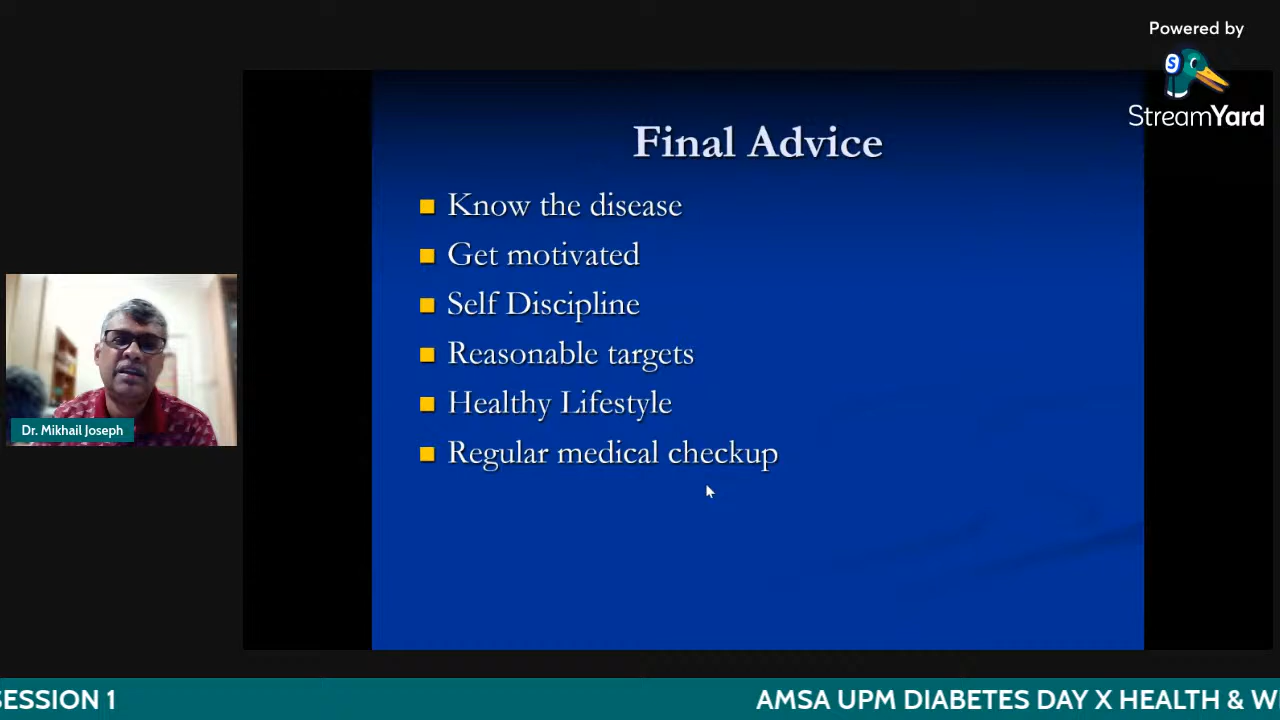 Powered by
StreamYard
Final Advice
Know the disease
Get motivated
Self Discipline
Reasonable targets
Healthy Lifestyle
Regular medical checkup
Dr. Mikhail Joseph
SESSION 1
AMSA UPM DIABETES DAY X HEALTH & W